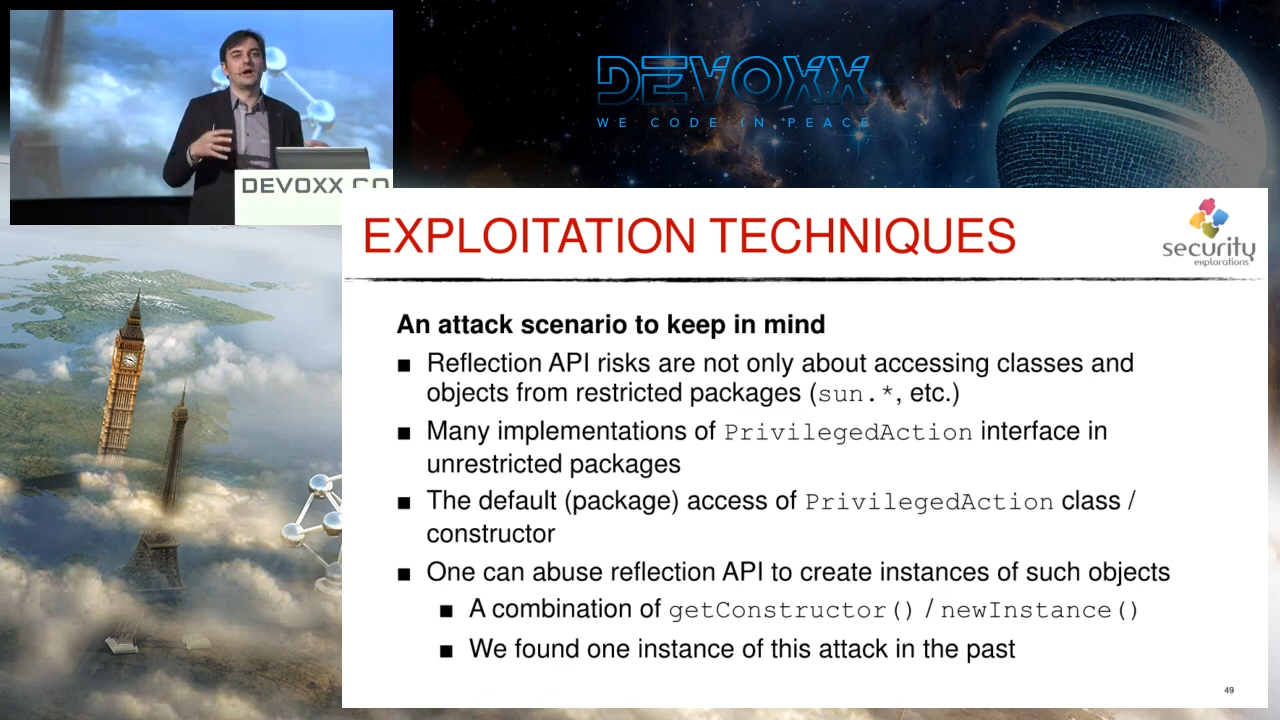 DEVOXX
WE CODE IN PEACE
DEVOXX CO
EXPLOITATION TECHNIQUES
security
explorations
An attack scenario to keep in mind
■ Reflection API risks are not only about accessing classes and
objects from restricted packages (sun.*, etc.)
■ Many implementations of PrivilegedAction interface in
unrestricted packages
■ The default (package) access of PrivilegedAction class /
constructor
■ One can abuse reflection API to create instances of such objects
■ A combination of getConstructor() / newInstance()
■ We found one instance of this attack in the past
49